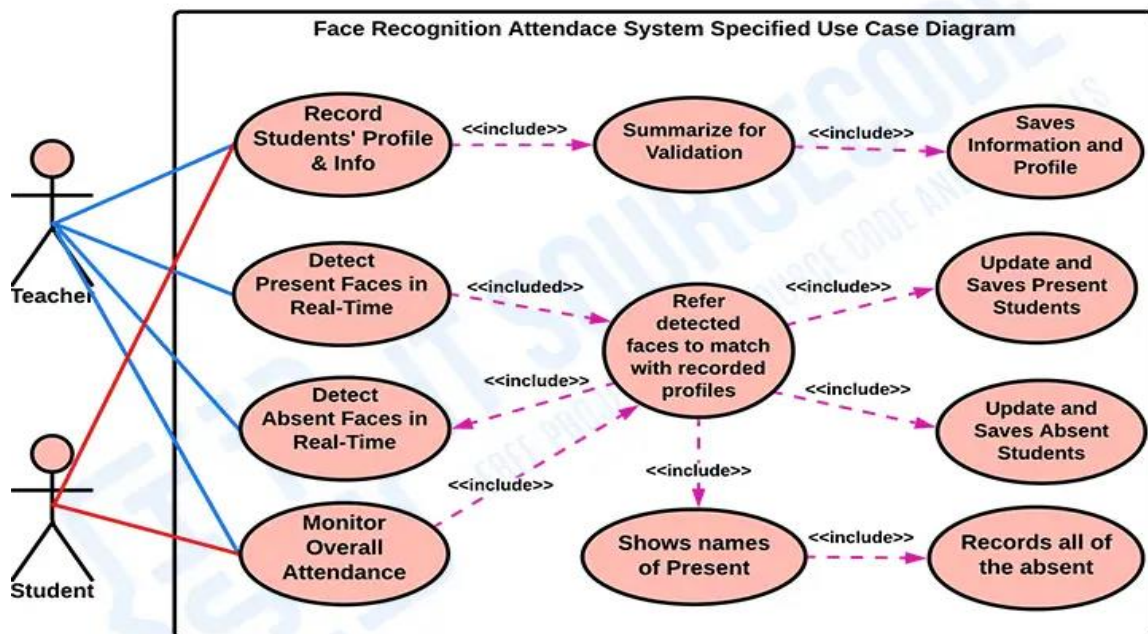 Face Recognition Attendace System Specified Use Case Diagram
Record
Students' Profile
& Info
<<include>>
Summarize for
Validation
<<include>>
Saves
Information and
Profile
Teacher
Detect
Present Faces in
Real-Time
<<included>>
Refer
detected
faces to match
with recorded
profiles
<<include>>
Update and
Saves Present
Students
Detect
Absent Faces in
Real-Time
<<include>>
<<include>>
Update and
Saves Absent
Students
Student
Monitor
Overall
Attendance
<<include>>
<<include>>
Shows names
of Present
<<include>>
Records all of
the absent
IT SOURCECODE